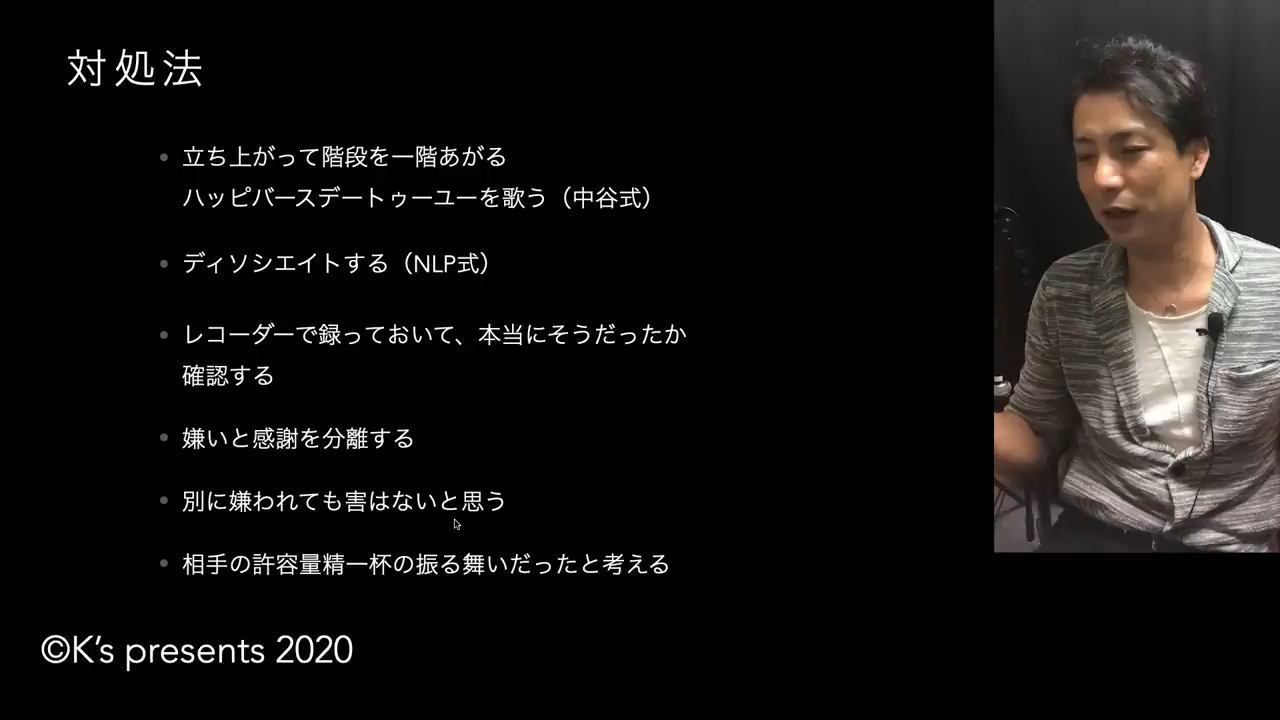 対処法
• 立ち上がって階段を一階あがる
ハッピバースデートゥーユーを歌う（中谷式）
• ディソシエイトする（NLP式）
• レコーダーで録っておいて、本当にそうだったか
確認する
• 嫌いと感謝を分離する
• 別に嫌われても害はないと思う
• 相手の許容量精一杯の振る舞いだったと考える
©K's presents 2020